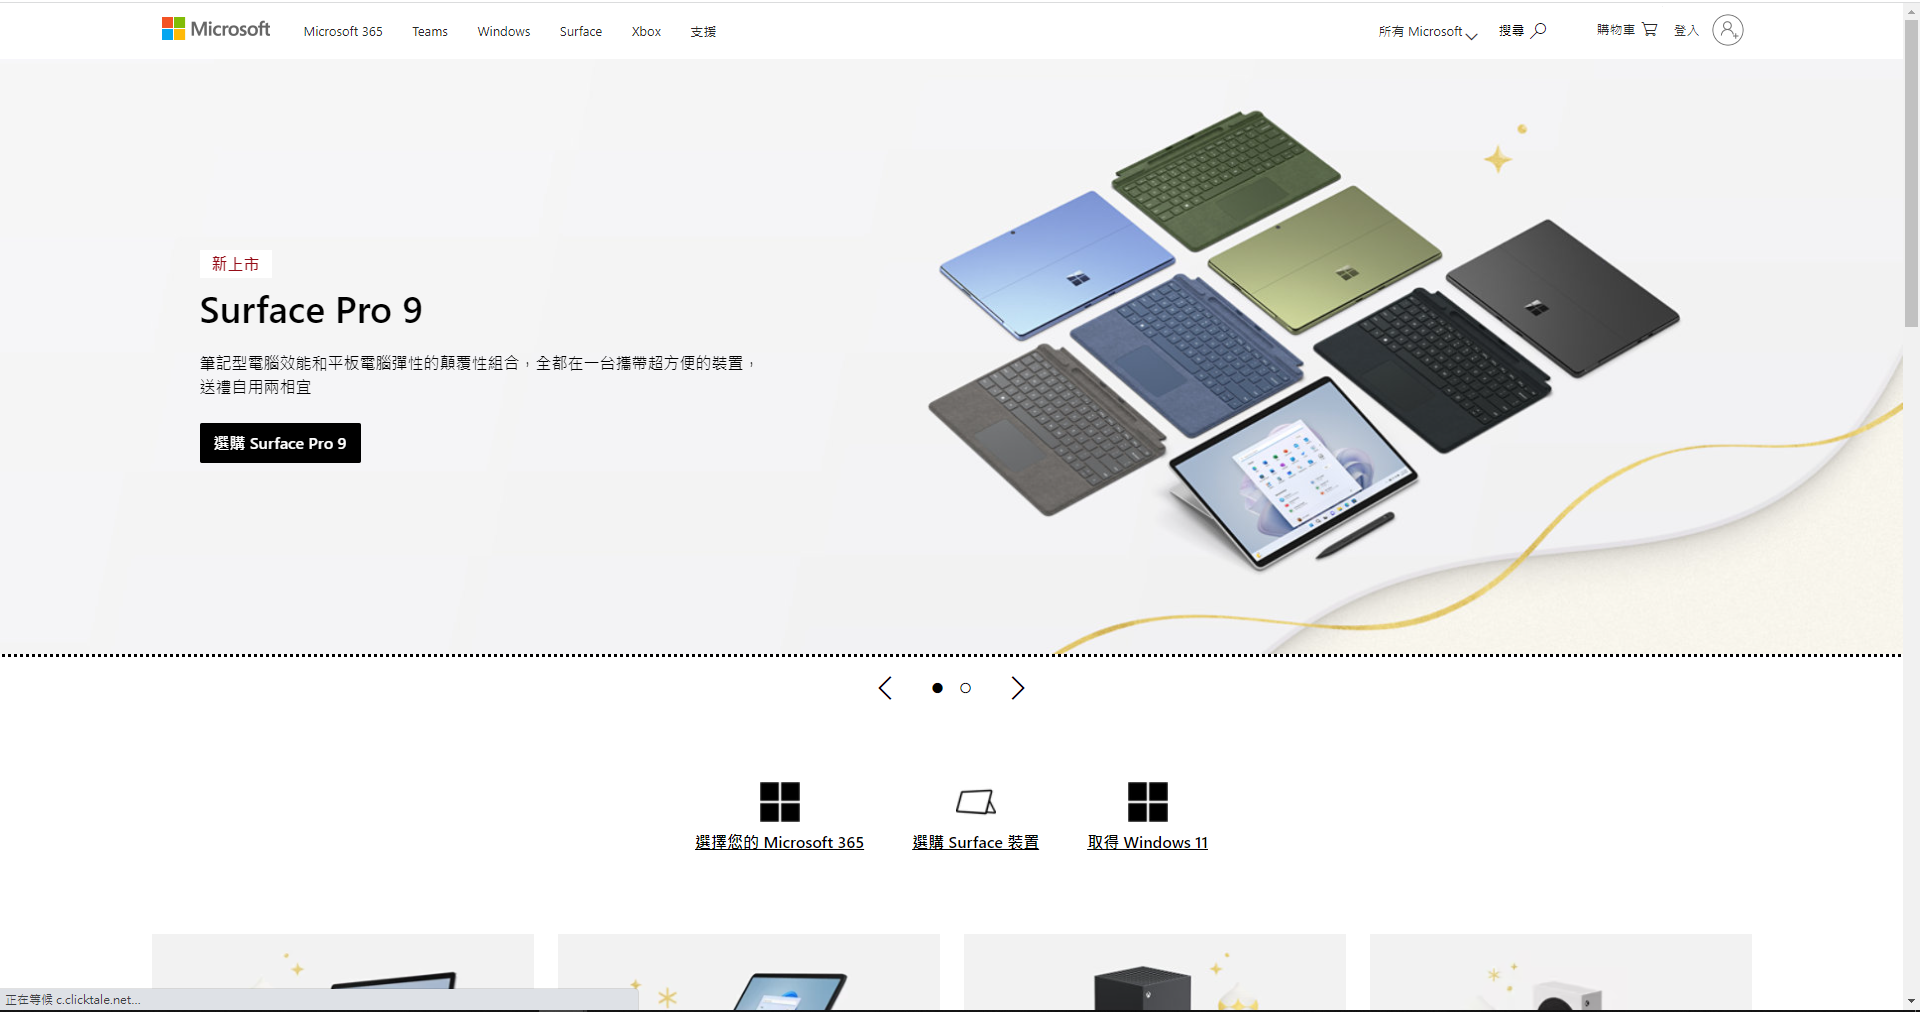 Microsoft
Microsoft 365
Teams
Windows
Surface
Xbox
支援
所有 Microsoft
搜尋
購物車
登入
新上市
Surface Pro 9
筆記型電腦效能和平板電腦彈性的顛覆性組合，全都在一台攜帶超方便的裝置，
送禮自用兩相宜
選購 Surface Pro 9
選擇您的 Microsoft 365
選購 Surface 裝置
取得 Windows 11
正在等候 c.clicktale.net...